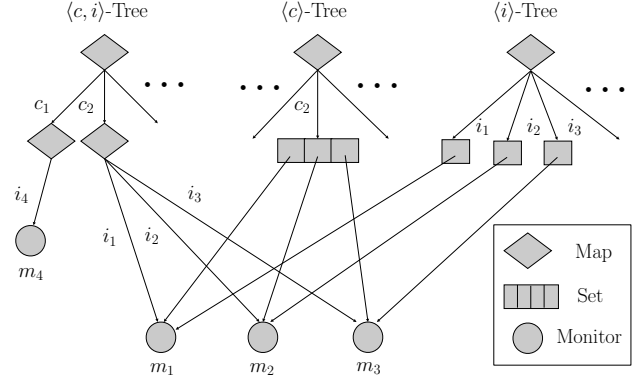 ⟨c, i⟩-Tree
⟨c⟩-Tree
⟨i⟩-Tree
c₁
c₂
c₂
i₁
i₂
i₃
i₄
i₁
i₂
i₃
m₄
m₁
m₂
m₃
Map
Set
Monitor